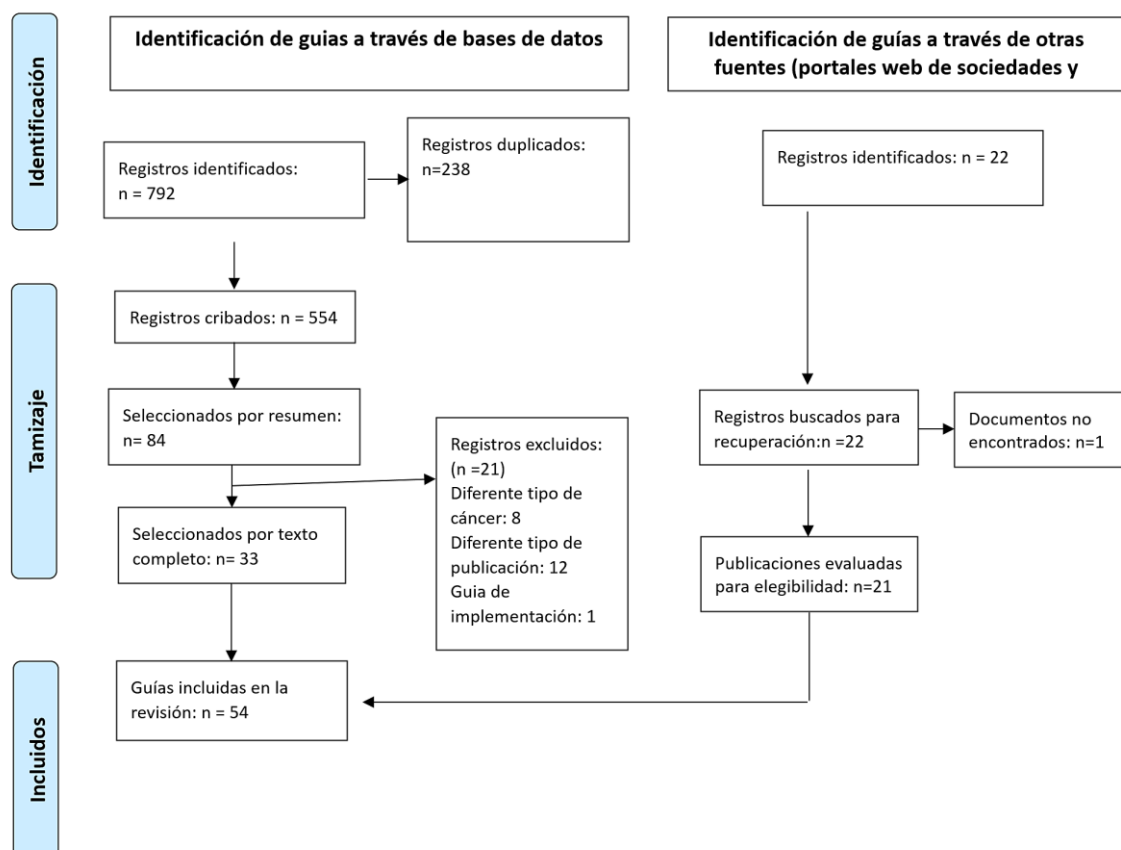 Identificación
Identificación de guias a través de bases de datos
Identificación de guías a través de otras
fuentes (portales web de sociedades y
Registros identificados:
n = 792
Registros duplicados:
n=238
Registros identificados: n = 22
Tamizaje
Registros cribados: n = 554
Seleccionados por resumen:
n= 84
Registros excluidos:
(n =21)
Diferente tipo de
cáncer: 8
Diferente tipo de
publicación: 12
Guia de
implementación: 1
Seleccionados por texto
completo: n= 33
Registros buscados para
recuperación:n =22
Documentos no
encontrados: n=1
Publicaciones evaluadas
para elegibilidad: n=21
Incluidos
Guías incluidas en la
revisión: n = 54